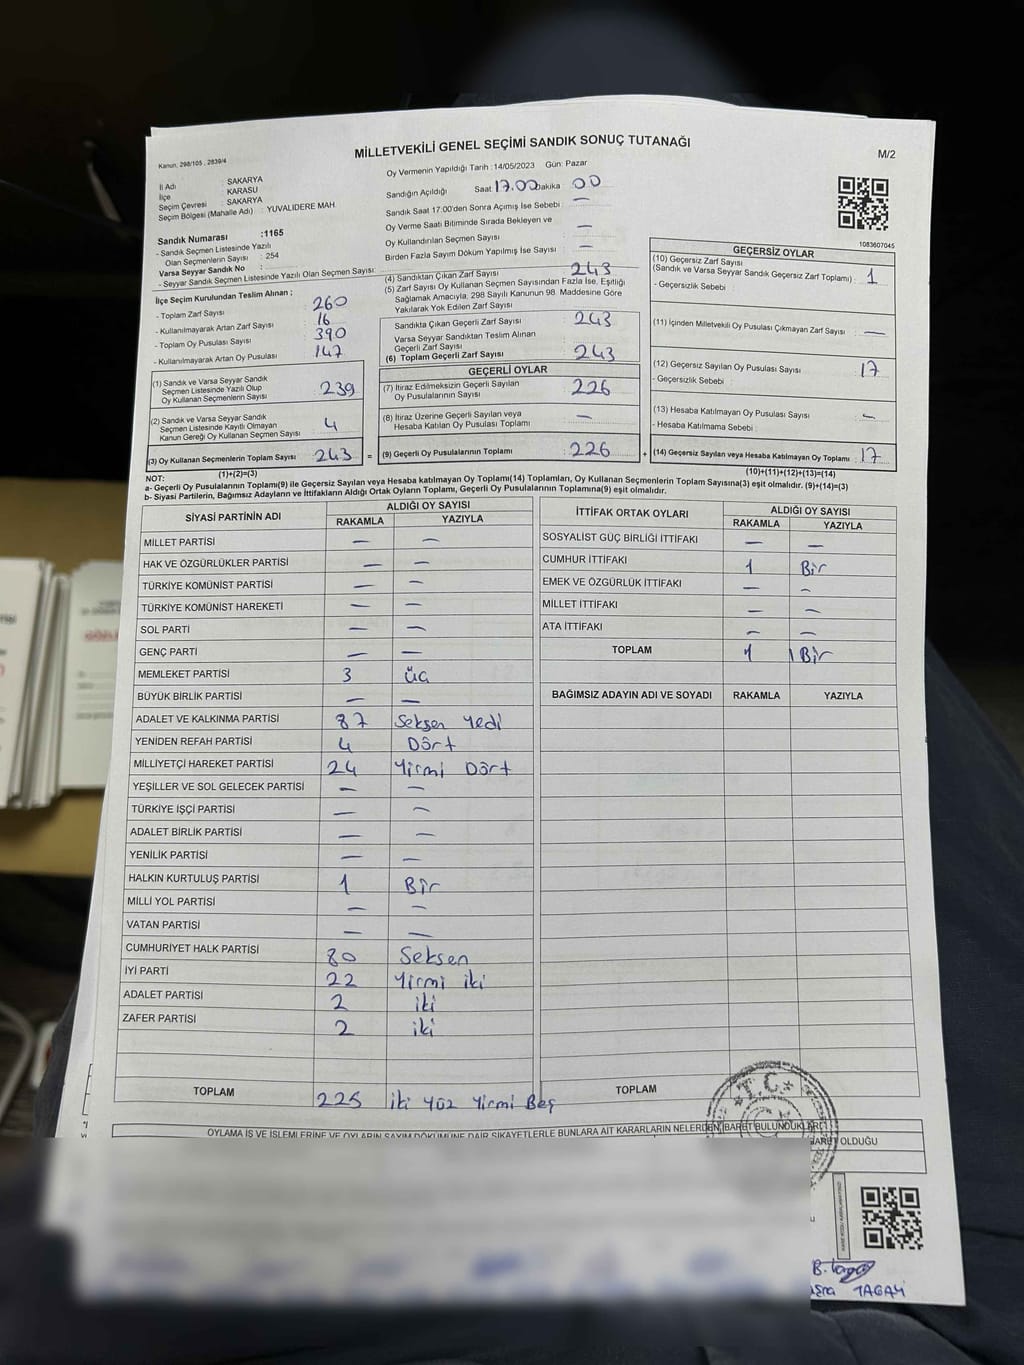 MİLLETVEKİLİ GENEL SEÇİMİ SANDIK SONUÇ TUTANAĞI
M/2
Kanun, 298/105 , 2839/4
İl Adı : SAKARYA
İlçe : KARASU
Seçim Çevresi : SAKARYA
Seçim Bölgesi (Mahalle Adı) : YUVALIDERE MAH.
Sandık Numarası :1165
- Sandık Seçmen Listesinde Yazılı
Olan Seçmenlerin Sayısı : 254
Varsa Seyyar Sandık No :
- Seyyar Sandık Seçmen Listesinde Yazılı Olan Seçmen Sayısı:
Oy Vermenin Yapıldığı Tarih :14/05/2023 Gün: Pazar
Sandığın Açıldığı Saat 17.00 Dakika 00
Sandık Saat 17:00'den Sonra Açmış İse Sebebi : —
Oy Verme Saati Bitiminde Sırada Bekleyen ve
Oy Kullandırılan Seçmen Sayısı —
Birden Fazla Sayım Döküm Yapılmış İse Sayısı : —
1083607045
İlçe Seçim Kurulundan Teslim Alınan ;
- Toplam Zarf Sayısı : 260
- Kullanılmayarak Artan Zarf Sayısı : 16
- Toplam Oy Pusulası Sayısı : 390
- Kullanılmayarak Artan Oy Pusulası : 147
(1) Sandık ve Varsa Seyyar Sandık
Seçmen Listesinde Yazılı Olup
Oy Kullanan Seçmenlerin Sayısı : 239
(2) Sandık ve Varsa Seyyar Sandık
Seçmen Listesinde Kayıtlı Olmayan
Kanun Gereği Oy Kullanan Seçmen Sayısı : 4
(3) Oy Kullanan Seçmenlerin Toplam Sayısı : 243 =
(4) Sandıktan Çıkan Zarf Sayısı : 243
(5) Zarf Sayısı Oy Kullanan Seçmen Sayısından Fazla İse, Eşitliği
Sağlamak Amacıyla, 298 Sayılı Kanunun 98. Maddesine Göre
Yakılarak Yok Edilen Zarf Sayısı :
Sandıkta Çıkan Geçerli Zarf Sayısı : 243
Varsa Seyyar Sandıktan Teslim Alınan
Geçerli Zarf Sayısı :
(6) Toplam Geçerli Zarf Sayısı : 243
GEÇERLİ OYLAR
(7) İtiraz Edilmeksizin Geçerli Sayılan
Oy Pusulalarının Sayısı : 226
(8) İtiraz Üzerine Geçerli Sayılan veya
Hesaba Katılan Oy Pusulası Toplamı : —
(9) Geçerli Oy Pusulalarının Toplamı : 226 +
GEÇERSİZ OYLAR
(10) Geçersiz Zarf Sayısı
(Sandık ve Varsa Seyyar Sandık Geçersiz Zarf Toplamı) : 1
- Geçersizlik Sebebi :
(11) İçinden Milletvekili Oy Pusulası Çıkmayan Zarf Sayısı : —
(12) Geçersiz Sayılan Oy Pusulası Sayısı : 17
- Geçersizlik Sebebi :
(13) Hesaba Katılmayan Oy Pusulası Sayısı : —
- Hesaba Katılmama Sebebi :
(14) Geçersiz Sayılan veya Hesaba Katılmayan Oy Toplamı : 17
NOT: (1)+(2)=(3) (10)+(11)+(12)+(13)=(14)
a- Geçerli Oy Pusulalarının Toplamı(9) ile Geçersiz Sayılan veya Hesaba katılmayan Oy Toplamı(14) Toplamları, Oy Kullanan Seçmenlerin Toplam Sayısına(3) eşit olmalıdır. (9)+(14)=(3)
b- Siyasi Partilerin, Bağımsız Adayların ve İttifakların Aldığı Ortak Oyların Toplamı, Geçerli Oy Pusulalarının Toplamına(9) eşit olmalıdır.
SİYASİ PARTİNİN ADI ALDIĞI OY SAYISI
RAKAMLA YAZIYLA
MİLLET PARTİSİ — —
HAK VE ÖZGÜRLÜKLER PARTİSİ — —
TÜRKİYE KOMÜNİST PARTİSİ — —
TÜRKİYE KOMÜNİST HAREKETİ — —
SOL PARTİ — —
GENÇ PARTİ — —
MEMLEKET PARTİSİ 3 üç
BÜYÜK BİRLİK PARTİSİ — —
ADALET VE KALKINMA PARTİSİ 87 Seksen Yedi
YENİDEN REFAH PARTİSİ 4 Dört
MİLLİYETÇİ HAREKET PARTİSİ 24 Yirmi Dört
YEŞİLLER VE SOL GELECEK PARTİSİ — —
TÜRKİYE İŞÇİ PARTİSİ — —
ADALET BİRLİK PARTİSİ — —
YENİLİK PARTİSİ — —
HALKIN KURTULUŞ PARTİSİ 1 Bir
MİLLİ YOL PARTİSİ — —
VATAN PARTİSİ — —
CUMHURİYET HALK PARTİSİ 80 Seksen
İYİ PARTİ 22 Yirmi iki
ADALET PARTİSİ 2 iki
ZAFER PARTİSİ 2 iki
TOPLAM 225 iki Yüz Yirmi Beş
İTTİFAK ORTAK OYLARI ALDIĞI OY SAYISI
RAKAMLA YAZIYLA
SOSYALİST GÜÇ BİRLİĞİ İTTİFAKI — —
CUMHUR İTTİFAKI 1 Bir
EMEK VE ÖZGÜRLÜK İTTİFAKI — —
MİLLET İTTİFAKI — —
ATA İTTİFAKI — —
TOPLAM 1 Bir
BAĞIMSIZ ADAYIN ADI VE SOYADI RAKAMLA YAZIYLA
TOPLAM
T.C.
OYLAMA İŞ VE İŞLEMLERİNE VE OYLARIN SAYIM DÖKÜMÜNE DAİR ŞİKAYETLERLE BUNLARA AİT KARARLARIN NELERDEN İBARET BULUNDUKLARI
OLDUĞU